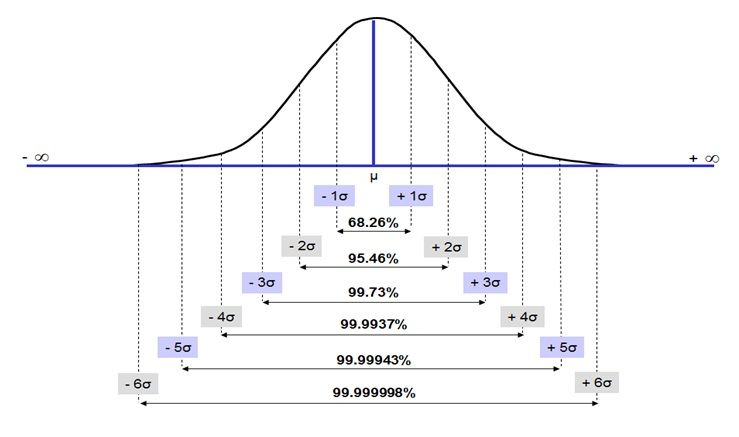 - ∞ + ∞
μ
- 1σ + 1σ
68.26%
- 2σ + 2σ
95.46%
- 3σ + 3σ
99.73%
- 4σ + 4σ
99.9937%
- 5σ + 5σ
99.99943%
- 6σ + 6σ
99.999998%